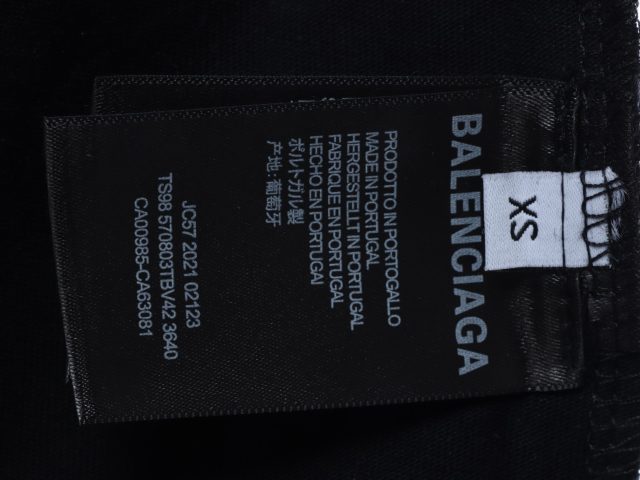 BALENCIAGA
XS
PRODOTTO IN PORTOGALLO
MADE IN PORTUGAL
HERGESTELLT IN PORTUGAL
FABRIQUE EN PORTUGAL
HECHO EN PORTUGAl
ポルトガル製
产地:葡萄牙
JC57 2021 02123
TS98 570803TBV42 3640
CA00985-CA63081